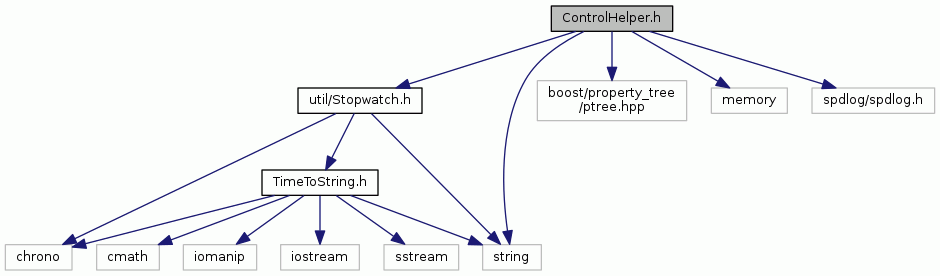 ControlHelper.h
util/Stopwatch.h
boost/property_tree
/ptree.hpp
memory
spdlog/spdlog.h
TimeToString.h
chrono
cmath
iomanip
iostream
sstream
string